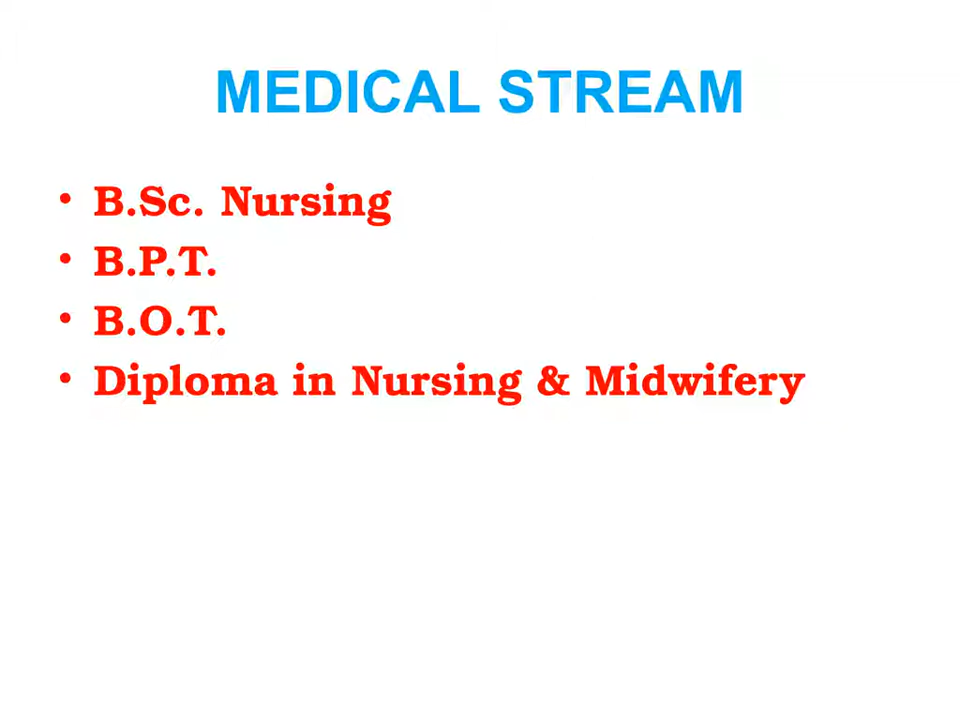 MEDICAL STREAM
• B.Sc. Nursing
• B.P.T.
• B.O.T.
• Diploma in Nursing & Midwifery